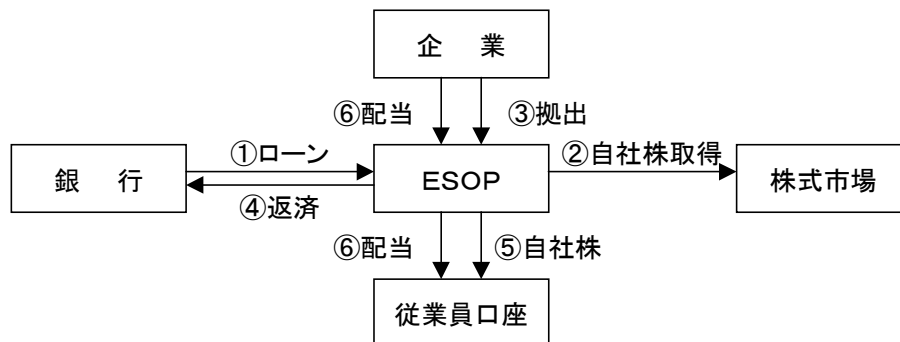 企 業
⑥配当
③拠出
①ローン
②自社株取得
銀 行
ESOP
株式市場
④返済
⑥配当
⑤自社株
従業員口座